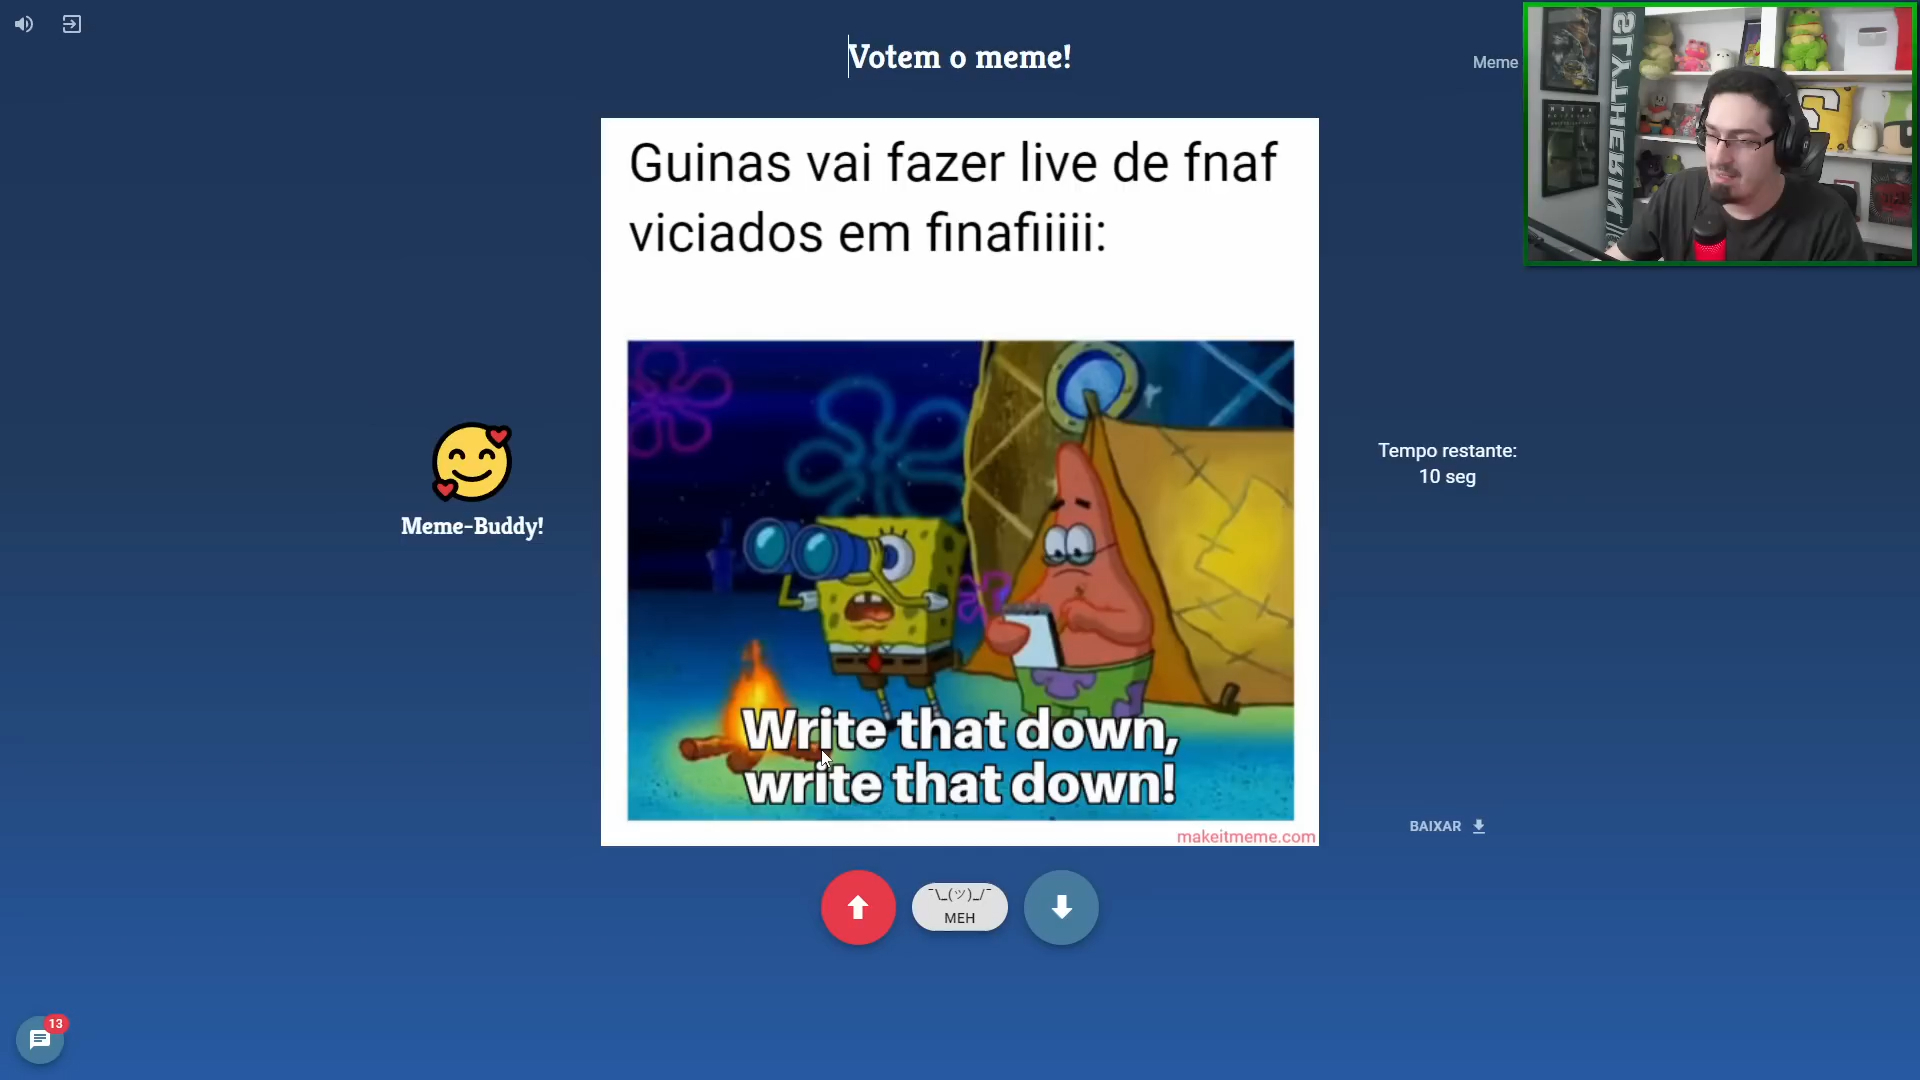 Votem o meme!
Meme
Guinas vai fazer live de fnaf
viciados em finafiiiii:
SLYTHERIN
Meme-Buddy!
Tempo restante:
10 seg
Write that down,
write that down!
makeitmeme.com
BAIXAR
¯\_(ツ)_/¯
MEH
13